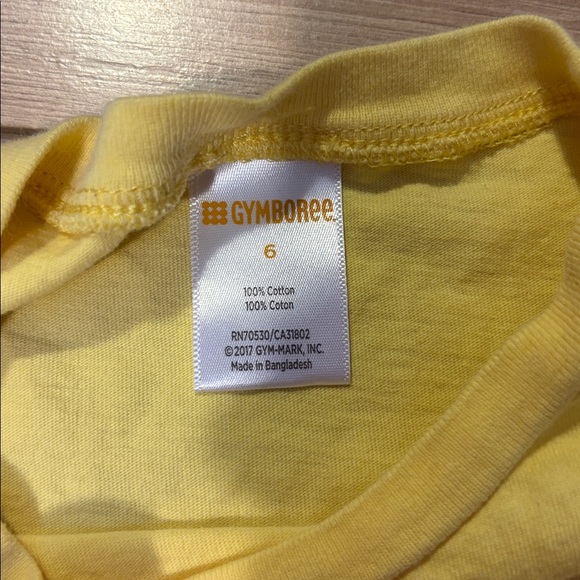 GYMBOREE
6
100% Cotton
100% Coton
RN70530/CA31802
©2017 GYM-MARK, INC.
Made in Bangladesh